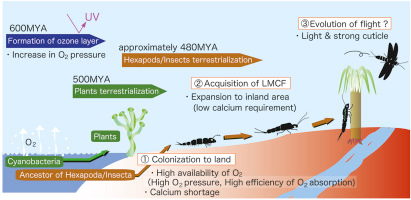 UV
600MYA
Formation of ozone layer
・Increase in O2 pressure
approximately 480MYA
Hexapoda/Insects terrestrialization
③ Evolution of flight ?
・Light & strong cuticle
500MYA
Plants terrestrialization
② Acquisition of LMCF
・Expansion to inland area
(low calcium requirement)
O2
Plants
Cyanobacteria
Ancestor of Hexapoda/Insecta
① Colonization to land
・High availability of O2
(High O2 pressure, High efficiency of O2 absorption)
・Calcium shortage